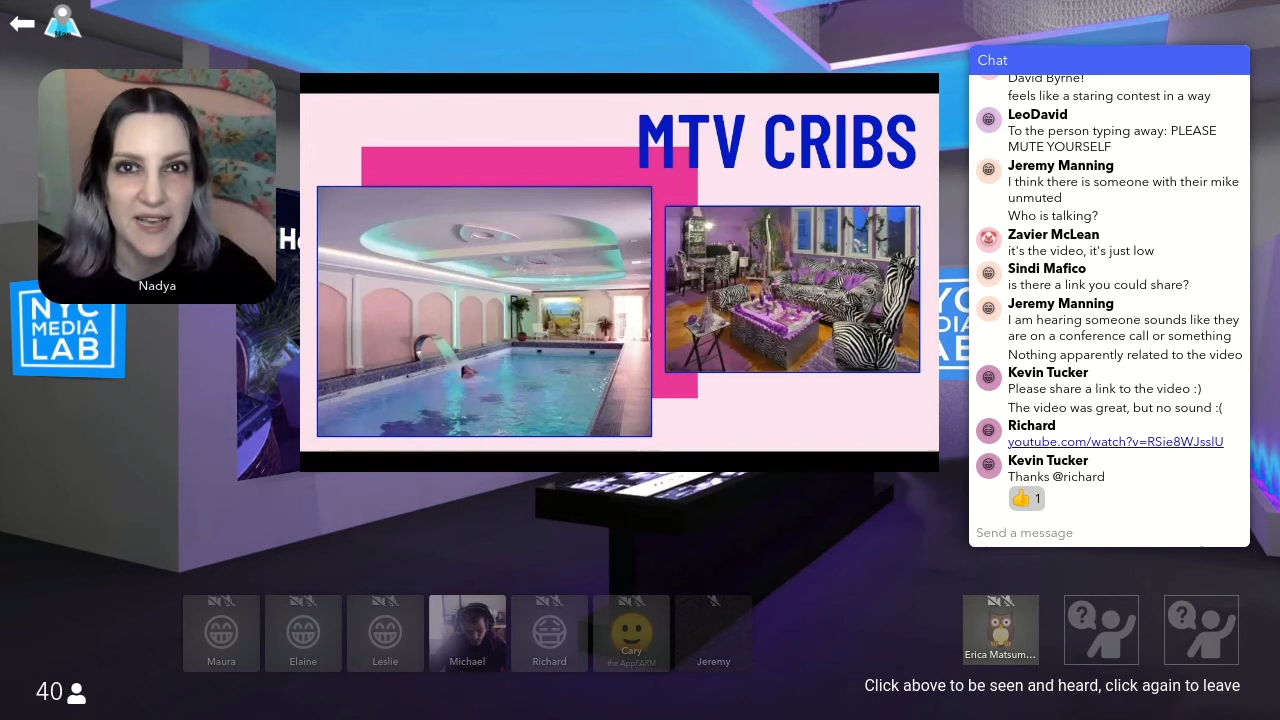 Map
Nadya
NYC
MEDIA
LAB
MTV CRIBS
Chat
David Byrne!
feels like a staring contest in a way
LeoDavid
To the person typing away: PLEASE
MUTE YOURSELF
Jeremy Manning
I think there is someone with their mike
unmuted
Who is talking?
Zavier McLean
it's the video, it's just low
Sindi Mafico
is there a link you could share?
Jeremy Manning
I am hearing someone sounds like they
are on a conference call or something
Nothing apparently related to the video
Kevin Tucker
Please share a link to the video :)
The video was great, but no sound :(
Richard
youtube.com/watch?v=RSie8WJsslU
Kevin Tucker
Thanks @richard
1
Send a message
Maura
Elaine
Leslie
Michael
Richard
Cary
the AppFARM
Jeremy
Erica Matsum...
40
Click above to be seen and heard, click again to leave